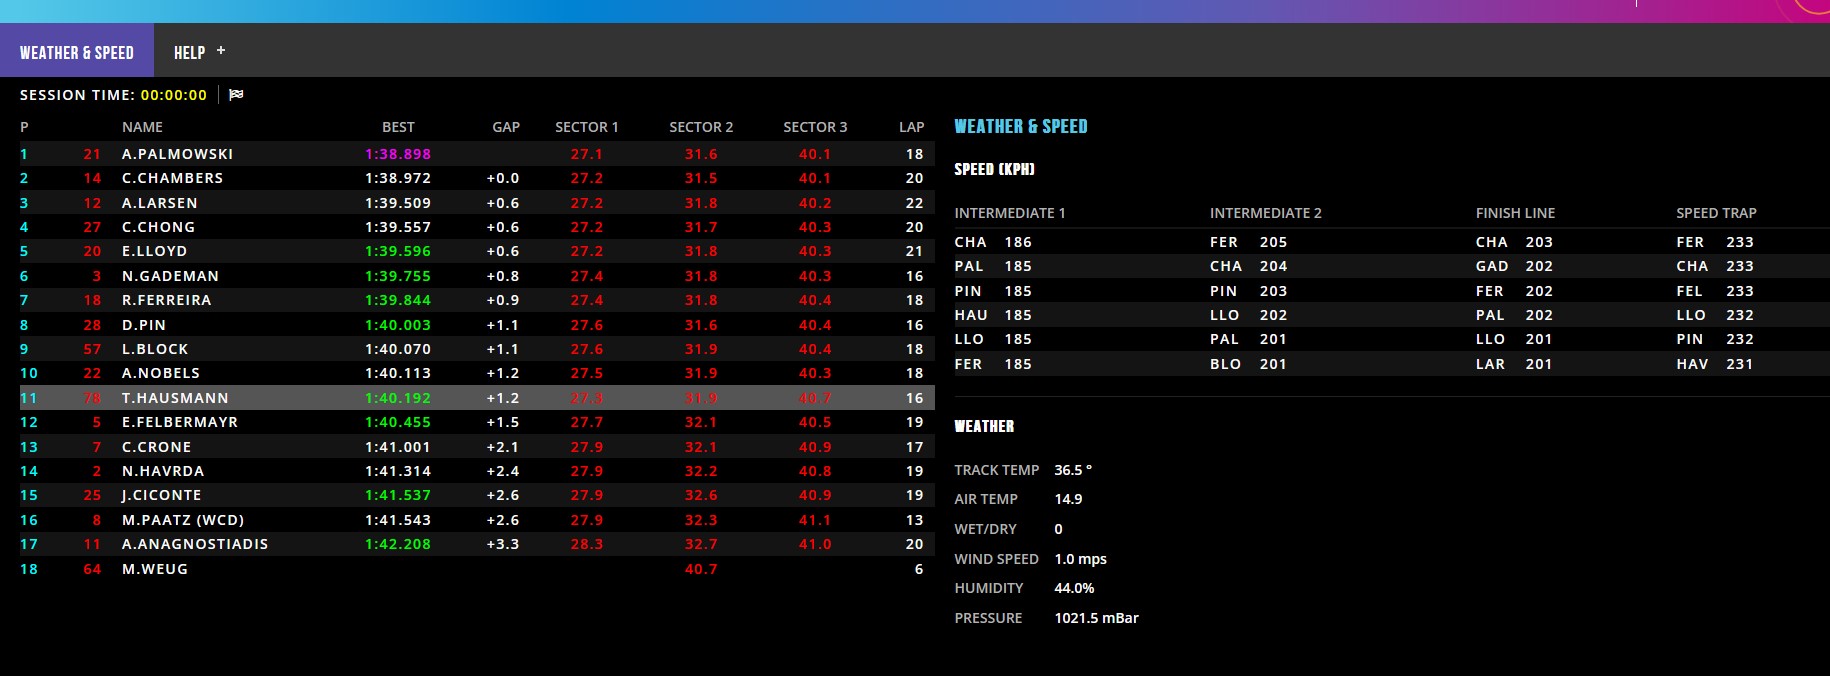 WEATHER & SPEED HELP +
SESSION TIME: 00:00:00
P NAME BEST GAP SECTOR 1 SECTOR 2 SECTOR 3 LAP
1 21 A.PALMOWSKI 1:38.898 27.1 31.6 40.1 18
2 14 C.CHAMBERS 1:38.972 +0.0 27.2 31.5 40.1 20
3 12 A.LARSEN 1:39.509 +0.6 27.2 31.8 40.2 22
4 27 C.CHONG 1:39.557 +0.6 27.2 31.7 40.3 20
5 20 E.LLOYD 1:39.596 +0.6 27.2 31.8 40.3 21
6 3 N.GADEMAN 1:39.755 +0.8 27.4 31.8 40.3 16
7 18 R.FERREIRA 1:39.844 +0.9 27.4 31.8 40.4 18
8 28 D.PIN 1:40.003 +1.1 27.6 31.6 40.4 16
9 57 L.BLOCK 1:40.070 +1.1 27.6 31.9 40.4 18
10 22 A.NOBELS 1:40.113 +1.2 27.5 31.9 40.3 18
11 78 T.HAUSMANN 1:40.192 +1.2 27.3 31.9 40.7 16
12 5 E.FELBERMAYR 1:40.455 +1.5 27.7 32.1 40.5 19
13 7 C.CRONE 1:41.001 +2.1 27.9 32.1 40.9 17
14 2 N.HAVRDA 1:41.314 +2.4 27.9 32.2 40.8 19
15 25 J.CICONTE 1:41.537 +2.6 27.9 32.6 40.9 19
16 8 M.PAATZ (WCD) 1:41.543 +2.6 27.9 32.3 41.1 13
17 11 A.ANAGNOSTIADIS 1:42.208 +3.3 28.3 32.7 41.0 20
18 64 M.WEUG 40.7 6
WEATHER & SPEED
SPEED (KPH)
INTERMEDIATE 1 INTERMEDIATE 2 FINISH LINE SPEED TRAP
CHA 186 FER 205 CHA 203 FER 233
PAL 185 CHA 204 GAD 202 CHA 233
PIN 185 PIN 203 FER 202 FEL 233
HAU 185 LLO 202 PAL 202 LLO 232
LLO 185 PAL 201 LLO 201 PIN 232
FER 185 BLO 201 LAR 201 HAV 231
WEATHER
TRACK TEMP 36.5 °
AIR TEMP 14.9
WET/DRY 0
WIND SPEED 1.0 mps
HUMIDITY 44.0%
PRESSURE 1021.5 mBar